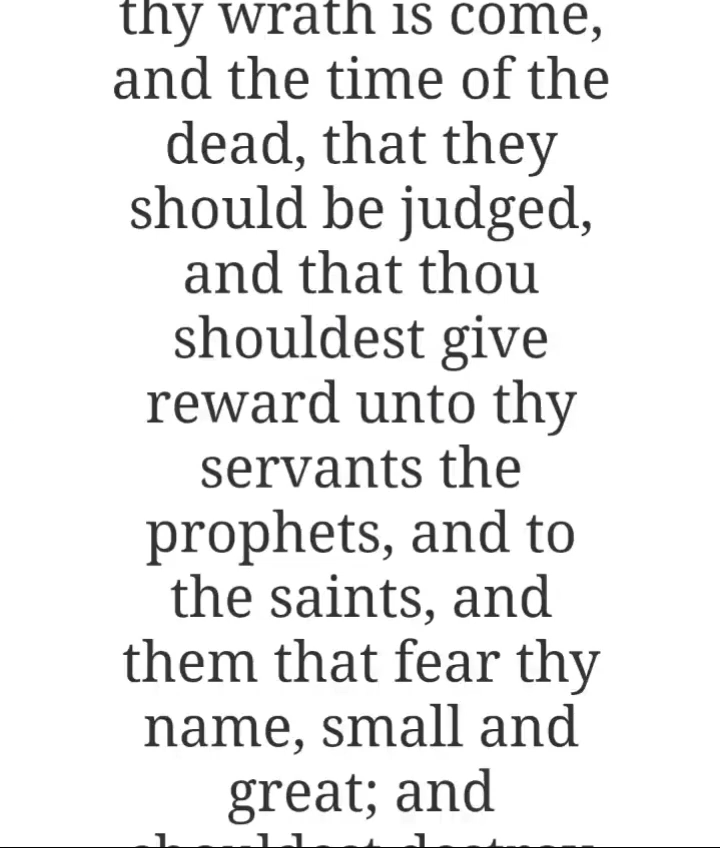 thy wrath is come,
and the time of the
dead, that they
should be judged,
and that thou
shouldest give
reward unto thy
servants the
prophets, and to
the saints, and
them that fear thy
name, small and
great; and
shouldest destroy